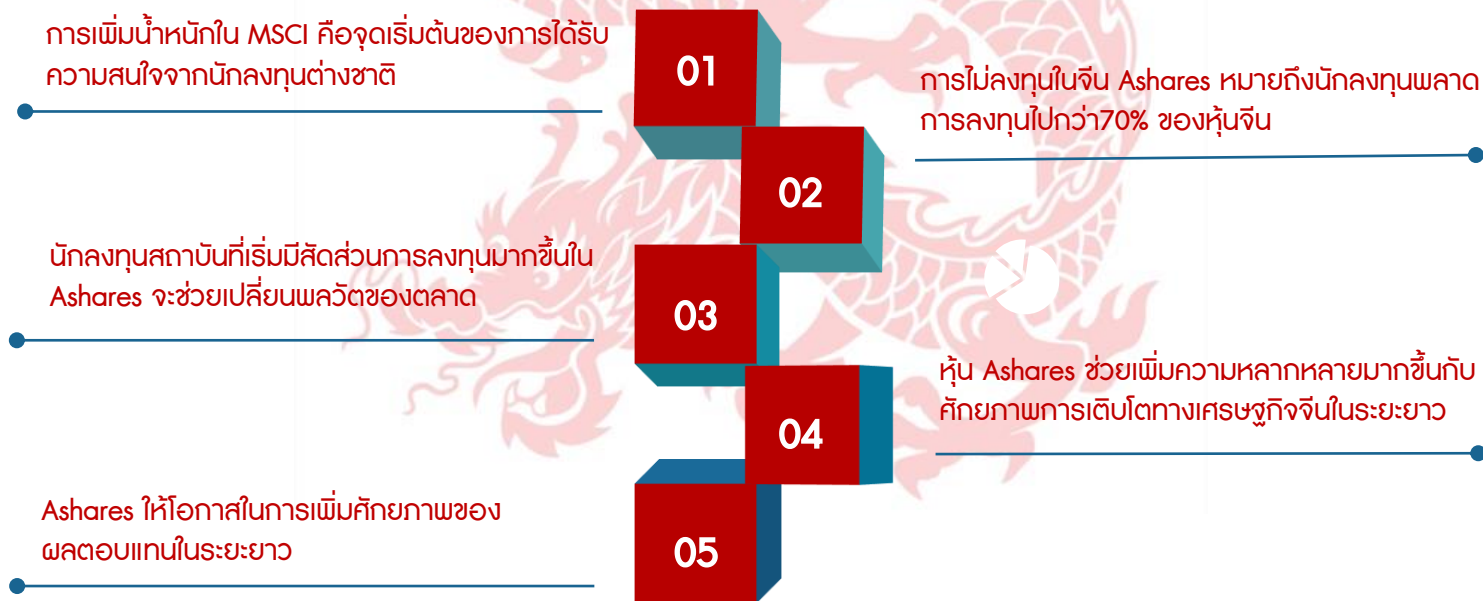 การเพิ่มน้ำหนักใน MSCI คือจุดเริ่มต้นของการได้รับ
ความสนใจจากนักลงทุนต่างชาติ
01
การไม่ลงทุนในจีน Ashares หมายถึงนักลงทุนพลาด
การลงทุนไปกว่า70% ของหุ้นจีน
02
นักลงทุนสถาบันที่เริ่มมีสัดส่วนการลงทุนมากขึ้นใน
Ashares จะช่วยเปลี่ยนพลวัตของตลาด
03
หุ้น Ashares ช่วยเพิ่มความหลากหลายมากขึ้นกับ
ศักยภาพการเติบโตทางเศรษฐกิจจีนในระยะยาว
04
Ashares ให้โอกาสในการเพิ่มศักยภาพของ
ผลตอบแทนในระยะยาว
05